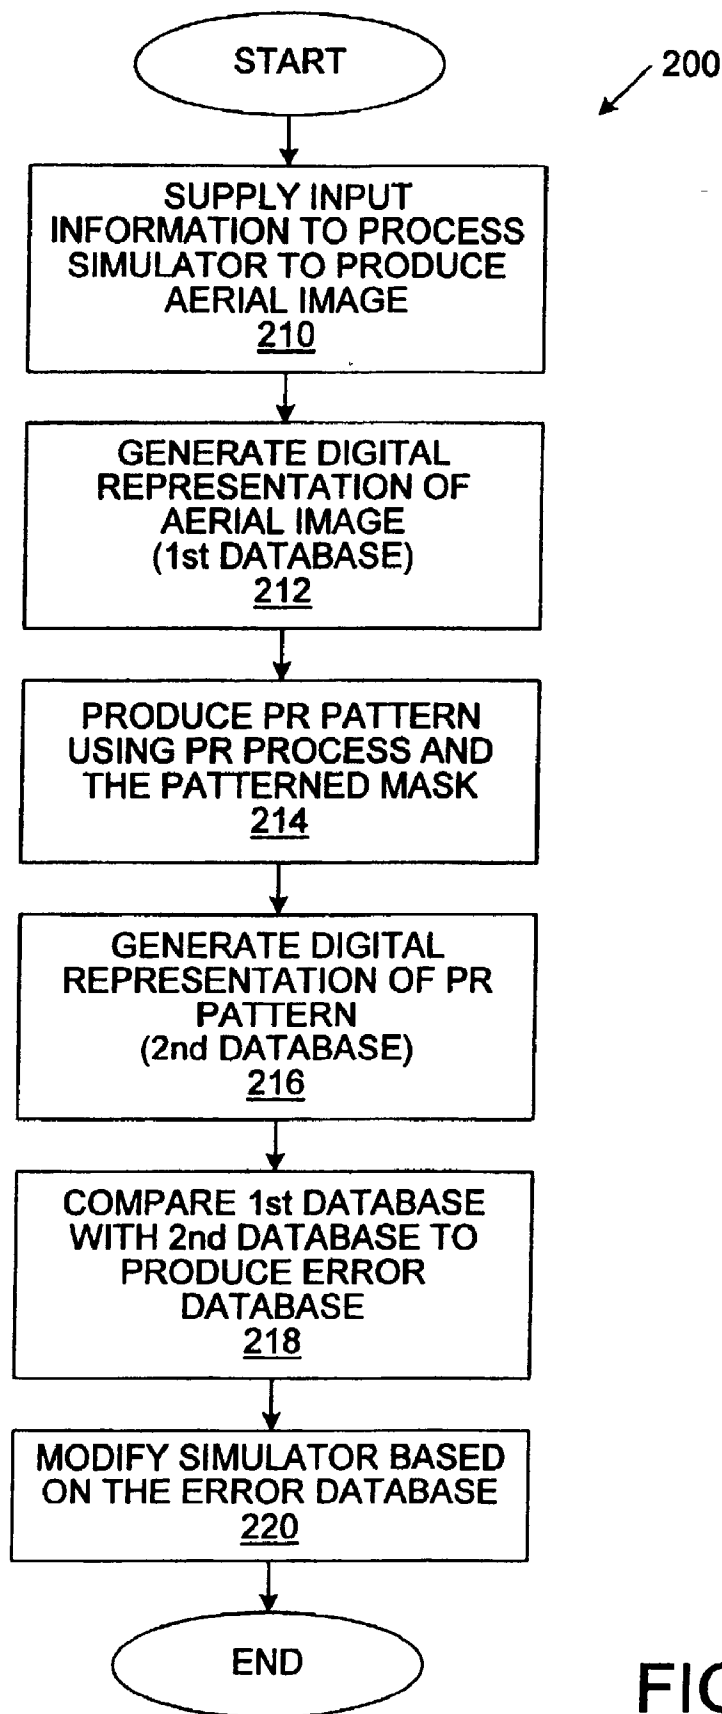 START
200
SUPPLY INPUT
INFORMATION TO PROCESS
SIMULATOR TO PRODUCE
AERIAL IMAGE
210
GENERATE DIGITAL
REPRESENTATION OF
AERIAL IMAGE
(1st DATABASE)
212
PRODUCE PR PATTERN
USING PR PROCESS AND
THE PATTERNED MASK
214
GENERATE DIGITAL
REPRESENTATION OF PR
PATTERN
(2nd DATABASE)
216
COMPARE 1st DATABASE
WITH 2nd DATABASE TO
PRODUCE ERROR
DATABASE
218
MODIFY SIMULATOR BASED
ON THE ERROR DATABASE
220
END